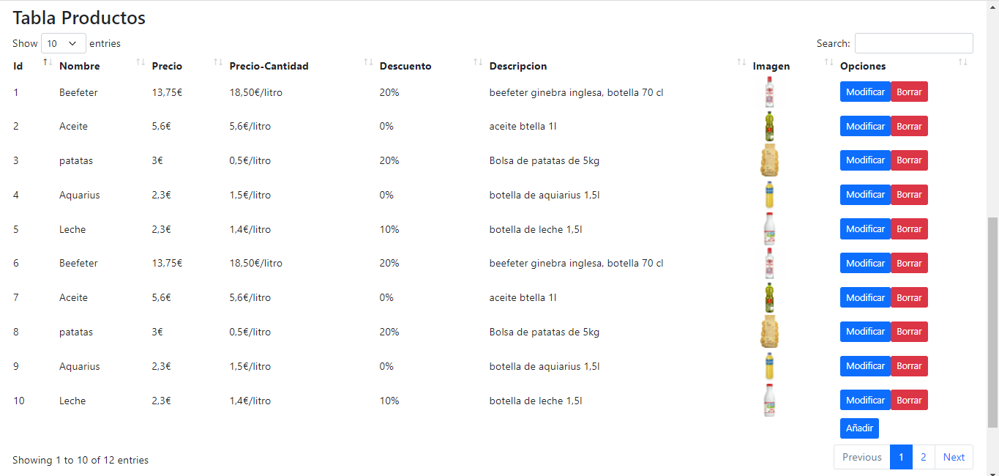 Tabla Productos
Show 10 entries Search:
Id Nombre Precio Precio-Cantidad Descuento Descripcion Imagen Opciones
1 Beefeter 13,75€ 18,50€/litro 20% beefeter ginebra inglesa, botella 70 cl Modificar Borrar
2 Aceite 5,6€ 5,6€/litro 0% aceite btella 1l Modificar Borrar
3 patatas 3€ 0,5€/litro 20% Bolsa de patatas de 5kg Modificar Borrar
4 Aquarius 2,3€ 1,5€/litro 0% botella de aquiarius 1,5l Modificar Borrar
5 Leche 2,3€ 1,4€/litro 10% botella de leche 1,5l Modificar Borrar
6 Beefeter 13,75€ 18,50€/litro 20% beefeter ginebra inglesa, botella 70 cl Modificar Borrar
7 Aceite 5,6€ 5,6€/litro 0% aceite btella 1l Modificar Borrar
8 patatas 3€ 0,5€/litro 20% Bolsa de patatas de 5kg Modificar Borrar
9 Aquarius 2,3€ 1,5€/litro 0% botella de aquiarius 1,5l Modificar Borrar
10 Leche 2,3€ 1,4€/litro 10% botella de leche 1,5l Modificar Borrar
Añadir
Showing 1 to 10 of 12 entries Previous 1 2 Next